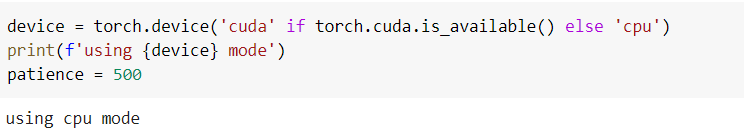 device = torch.device('cuda' if torch.cuda.is_available() else 'cpu')
print(f'using {device} mode')
patience = 500
using cpu mode